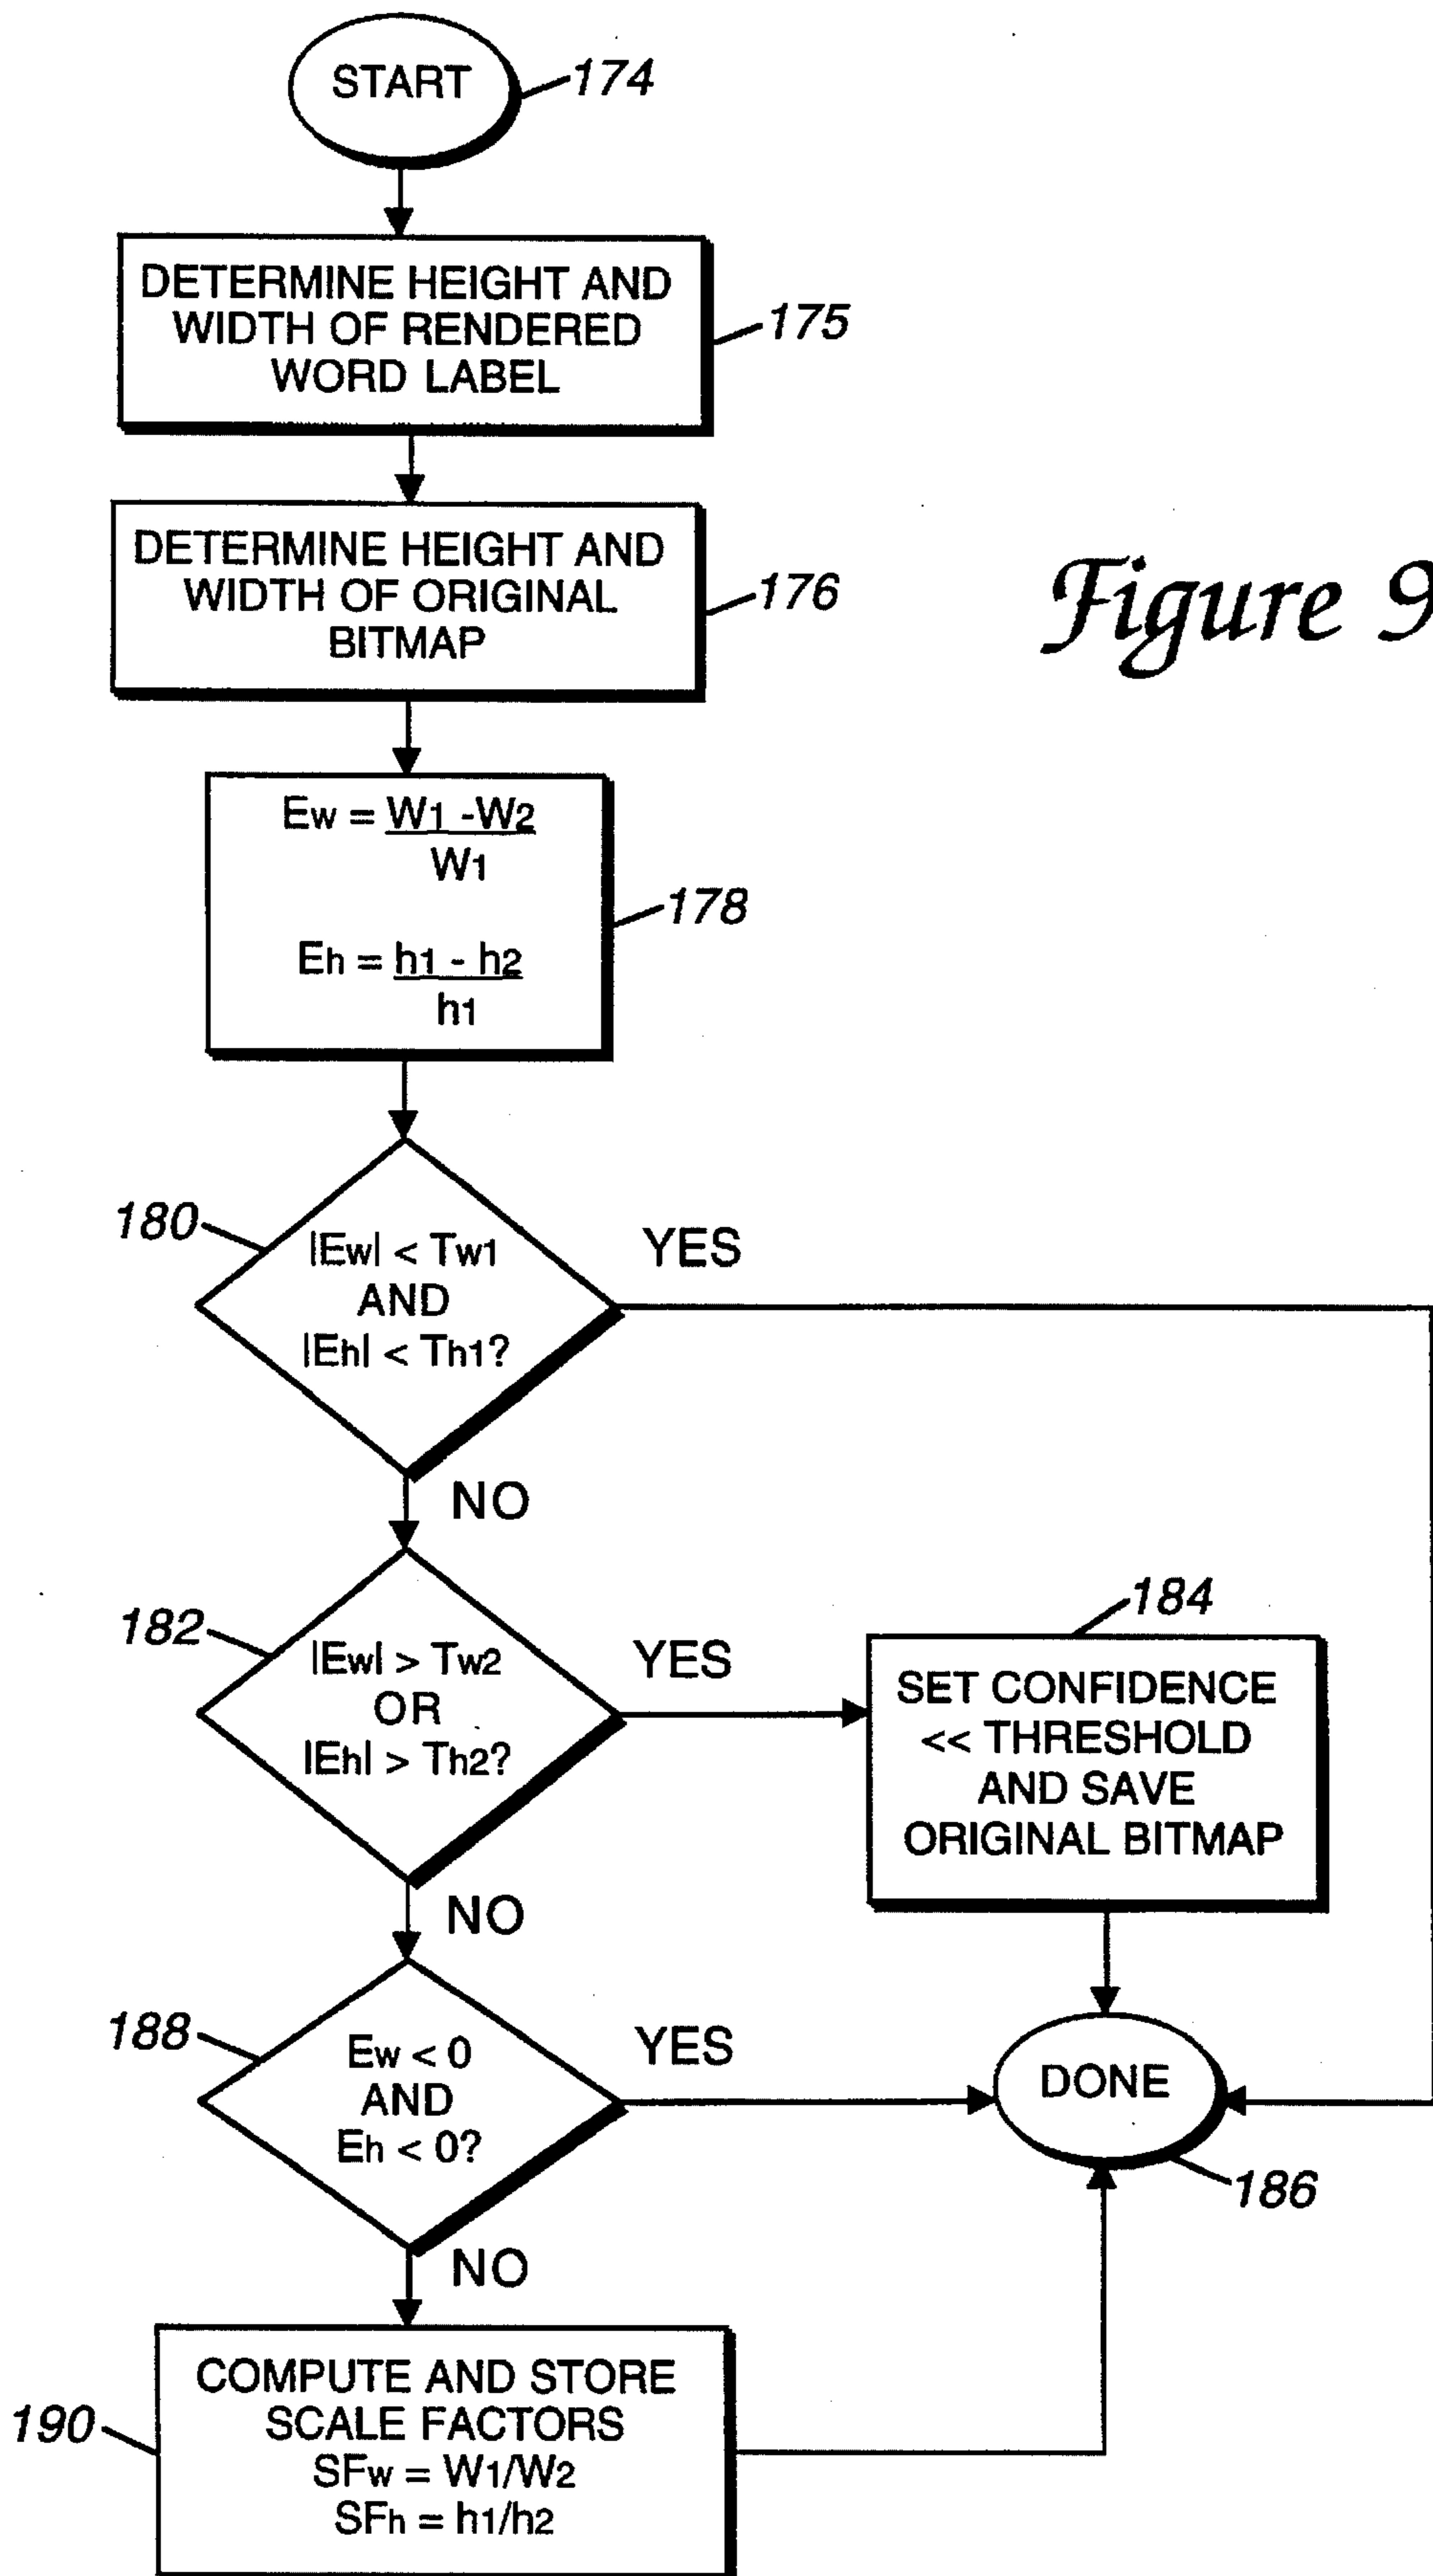 START
174
DETERMINE HEIGHT AND
WIDTH OF RENDERED
WORD LABEL
175
DETERMINE HEIGHT AND
WIDTH OF ORIGINAL
BITMAP
176
Figure 9
Ew = W1 -W2
W1
Eh = h1 - h2
h1
178
180
|Ew| < Tw1
AND
|Eh| < Th1?
YES
NO
182
|Ew| > Tw2
OR
|Eh| > Th2?
YES
NO
184
SET CONFIDENCE
<< THRESHOLD
AND SAVE
ORIGINAL BITMAP
188
Ew < 0
AND
Eh < 0?
YES
NO
DONE
186
190
COMPUTE AND STORE
SCALE FACTORS
SFw = W1/W2
SFh = h1/h2